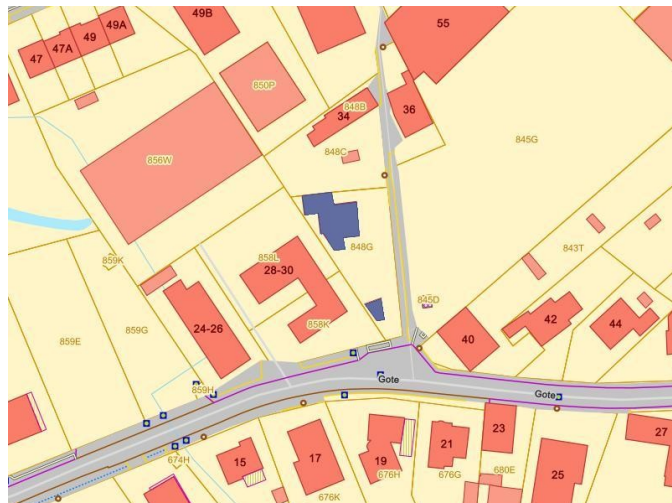 49A
49B
55
49
47A
47
850P
848B
34
36
856W
848C
845G
848G
859K
858L
843T
28-30
845D
859G
858K
859E
24-26
42
44
40
Gote
859H
Gote
23
27
21
15
17
19
674H
676H
676G
680E
25
676K